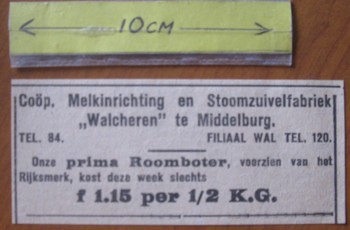 10CM
Coöp. Melkinrichting en Stoomzuivelfabriek
„Walcheren” te Middelburg.
TEL. 84. FILIAAL WAL TEL. 120.
Onze prima Roomboter, voorzien van het
Rijksmerk, kost deze week slechts
f 1.15 per 1/2 K.G.